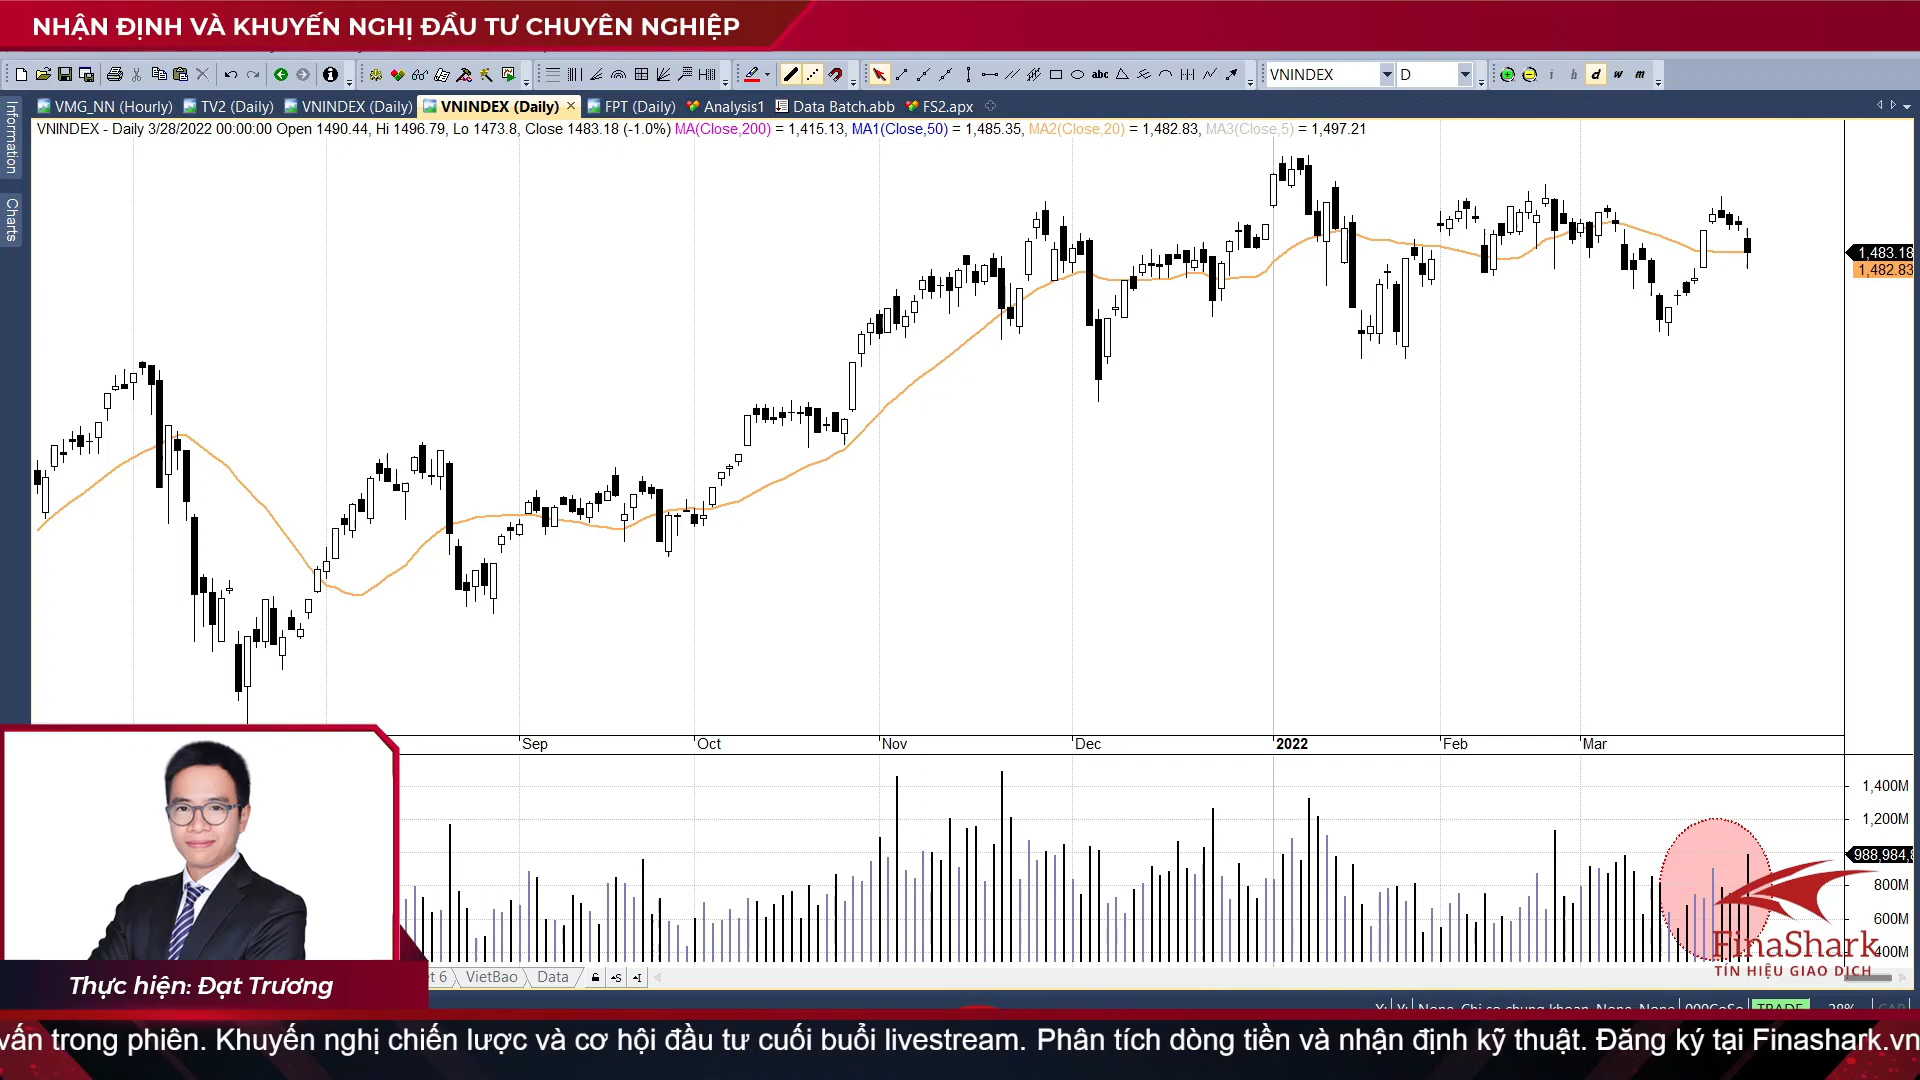 NHẬN ĐỊNH VÀ KHUYẾN NGHỊ ĐẦU TƯ CHUYÊN NGHIỆP
abc VNINDEX D i h d w m
VMG_NN (Hourly) TV2 (Daily) VNINDEX (Daily) VNINDEX (Daily) FPT (Daily) Analysis1 Data Batch.abb FS2.apx
Information
Charts
VNINDEX - Daily 3/28/2022 00:00:00 Open 1490.44, Hi 1496.79, Lo 1473.8, Close 1483.18 (-1.0%) MA(Close,200) = 1,415.13, MA1(Close,50) = 1,485.35, MA2(Close,20) = 1,482.83, MA3(Close,5) = 1,497.21
1,483.18
1,482.83
Sep Oct Nov Dec 2022 Feb Mar
1,400M
1,200M
988,984,
800M
600M
400M
FinaShark
TÍN HIỆU GIAO DỊCH
t 6 VietBao Data
Thực hiện: Đạt Trương
vấn trong phiên. Khuyến nghị chiến lược và cơ hội đầu tư cuối buổi livestream. Phân tích dòng tiền và nhận định kỹ thuật. Đăng ký tại Finashark.vn